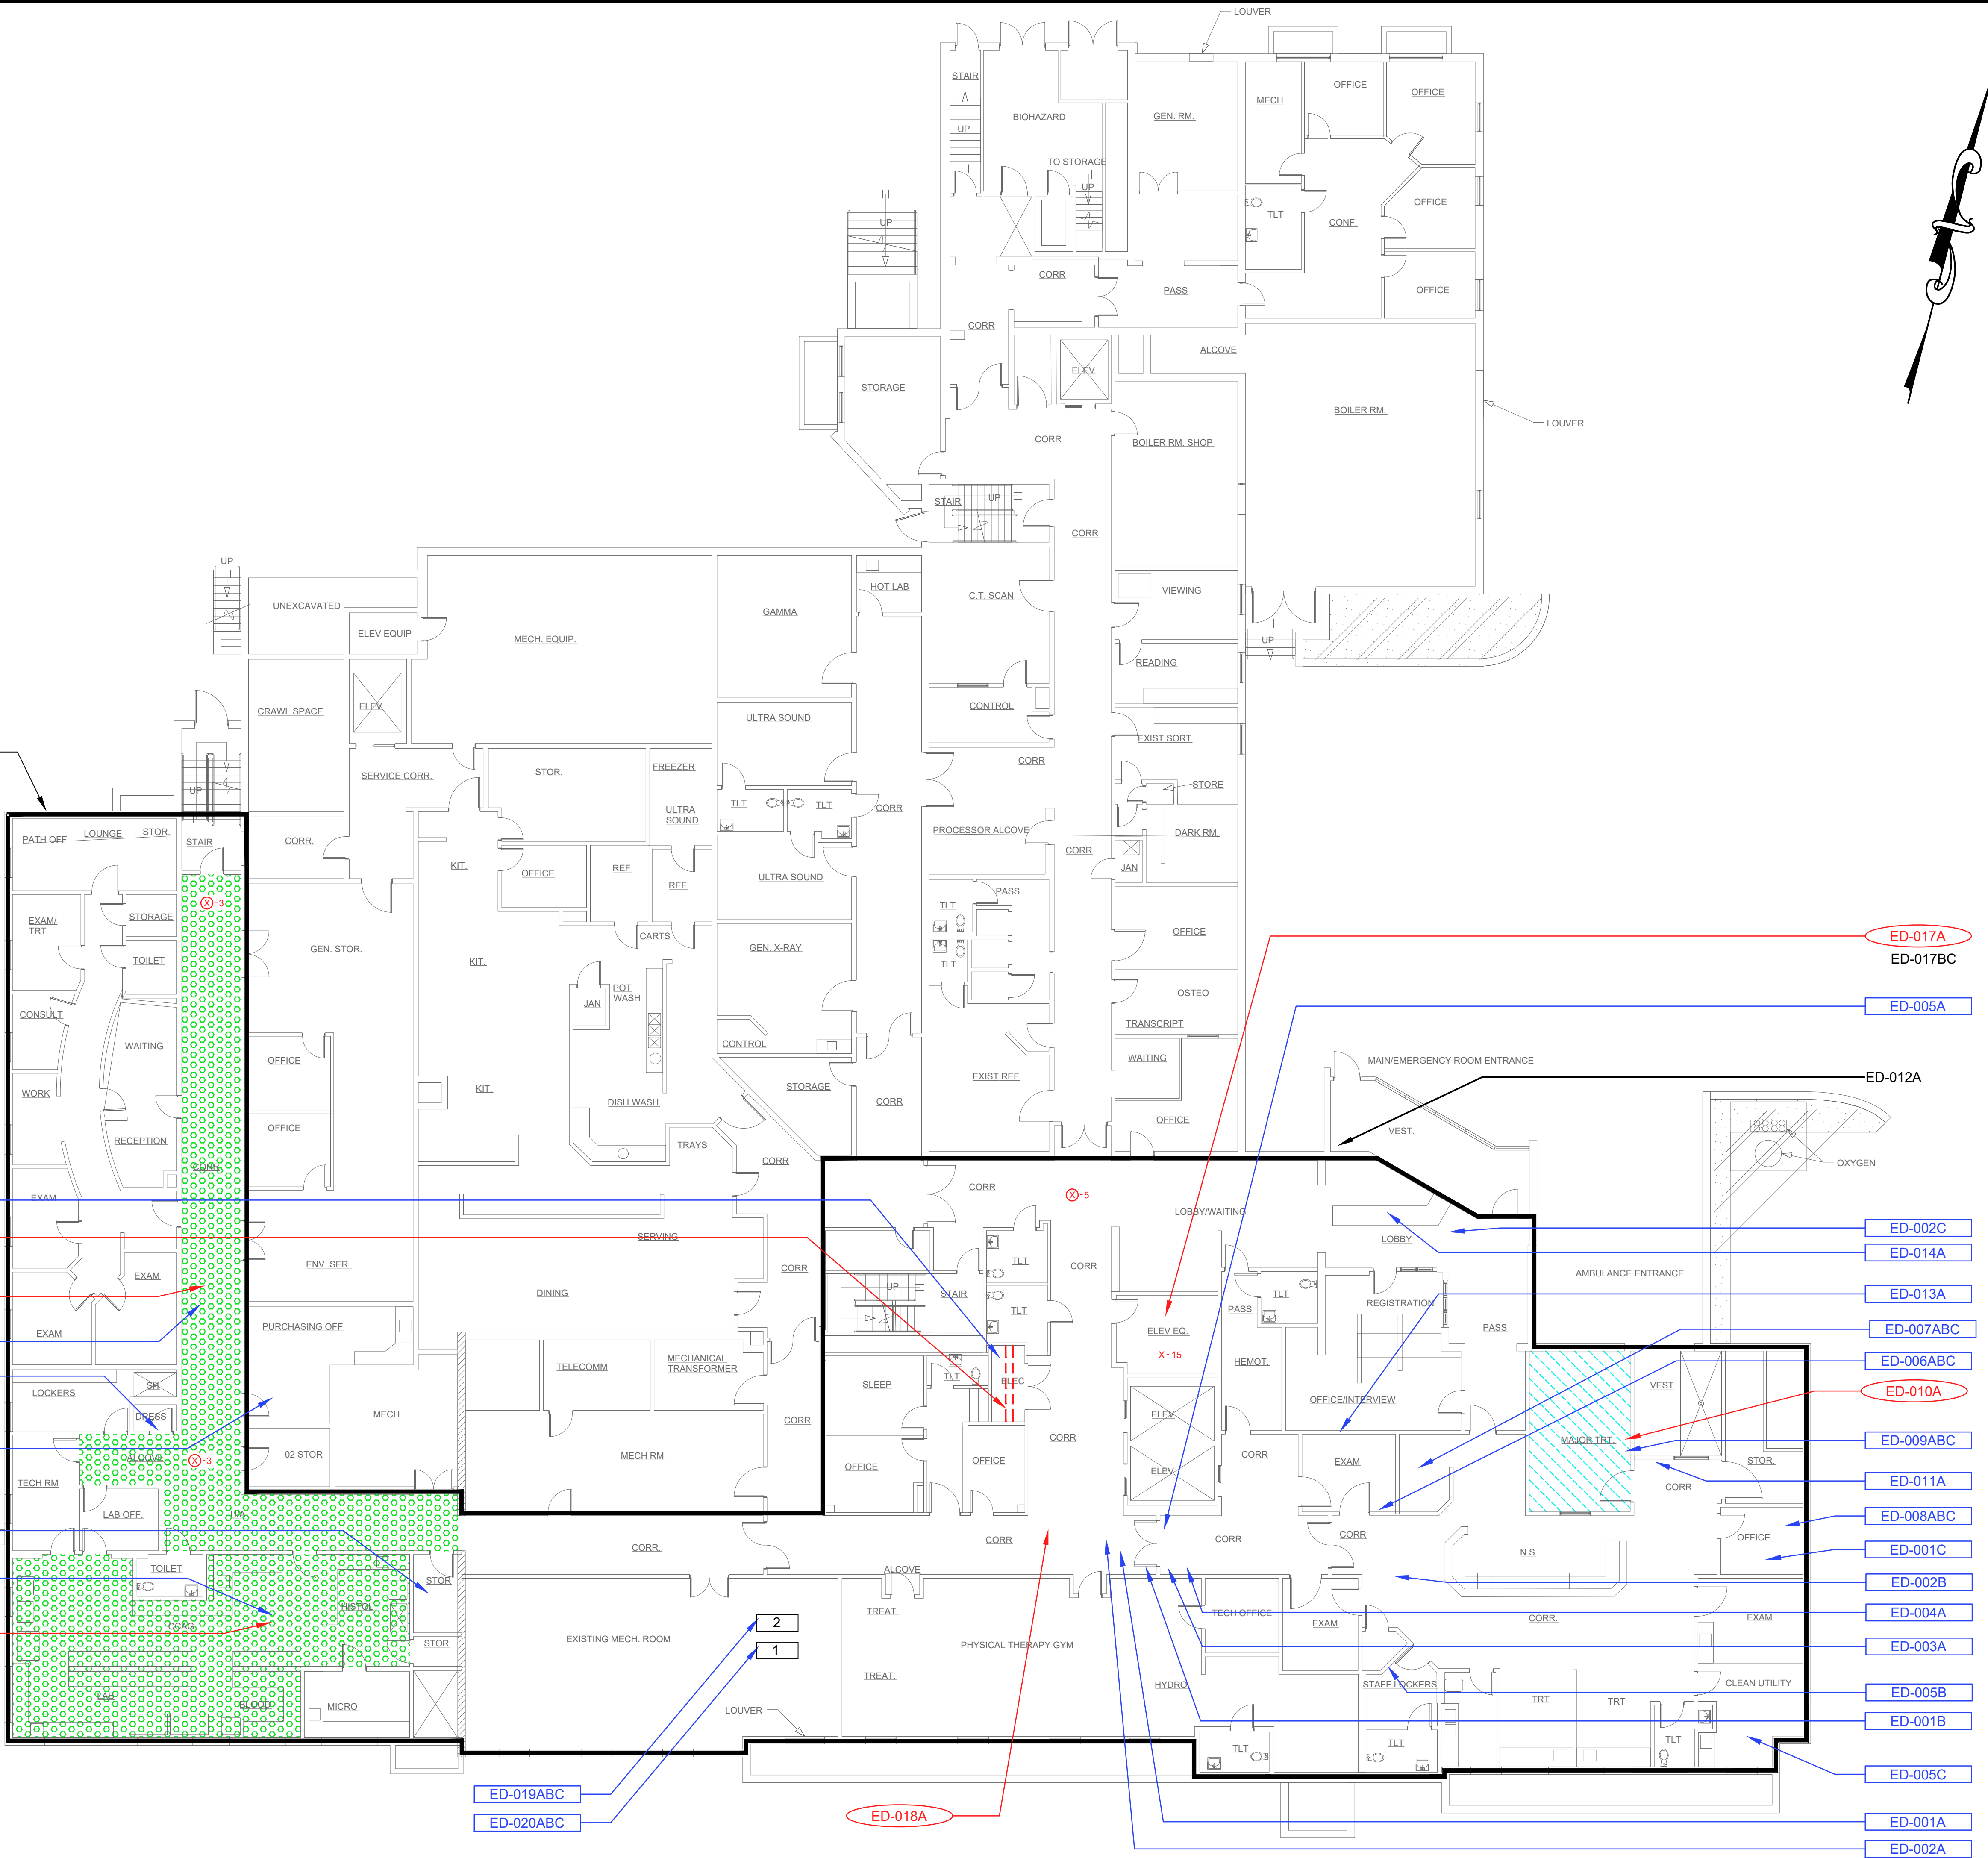 LOUVER
STAIR
UP
BIOHAZARD
TO STORAGE
UP
GEN. RM.
MECH
OFFICE
OFFICE
TLT
CONF.
OFFICE
OFFICE
UP
CORR
PASS
CORR
ALCOVE
ELEV
STORAGE
BOILER RM.
LOUVER
CORR
BOILER RM. SHOP
STAIR
UP
CORR
UP
UNEXCAVATED
ELEV EQUIP
MECH. EQUIP.
GAMMA
HOT LAB
C.T. SCAN
VIEWING
UP
READING
CRAWL SPACE
ELEV.
ULTRA SOUND
CONTROL
EXIST SORT
SERVICE CORR.
STOR.
FREEZER
CORR
STORE
UP
ULTRA
SOUND
TLT
TLT
CORR
PATH OFF
LOUNGE
STOR.
STAIR
CORR.
PROCESSOR ALCOVE
DARK RM.
KIT.
OFFICE
REF
REF
ULTRA SOUND
CORR
JAN
X-3
PASS
EXAM/
TRT
STORAGE
TLT
GEN. STOR.
CARTS
GEN. X-RAY
OFFICE
ED-017A
TOILET
KIT.
TLT
ED-017BC
POT
WASH
JAN
OSTEO
ED-005A
CONSULT
TRANSCRIPT
WAITING
CONTROL
OFFICE
WAITING
MAIN/EMERGENCY ROOM ENTRANCE
EXIST REF
ED-012A
WORK
KIT.
STORAGE
DISH WASH
CORR
OFFICE
OFFICE
VEST.
RECEPTION
TRAYS
CORR
CORR
OXYGEN
EXAM
CORR
X-5
LOBBY/WAITING
LOBBY
ED-002C
SERVING
ED-014A
ENV. SER.
CORR
TLT
CORR
AMBULANCE ENTRANCE
EXAM
DINING
UP
STAIR
TLT
PASS
TLT
REGISTRATION
ED-013A
EXAM
PURCHASING OFF
ELEV EQ.
PASS
ED-007ABC
X-15
TELECOMM
MECHANICAL
TRANSFORMER
HEMOT.
ED-006ABC
LOCKERS
SH
SLEEP
TLT
ELEC
VEST
ED-010A
DRESS
MECH
CORR
ELEV
OFFICE/INTERVIEW
CORR
MAJOR TRT.
ED-009ABC
02 STOR
MECH RM
ALCOVE
X-3
OFFICE
OFFICE
ELEV
CORR
EXAM
STOR.
TECH RM
CORR
ED-011A
LAB OFF.
U/A
OFFICE
ED-008ABC
CORR.
CORR
CORR
CORR
N.S
ED-001C
TOILET
STOR
ALCOVE
ED-002B
HISTOL
TREAT.
TECH OFFICE
EXAM
CORR.
EXAM
ED-004A
COAG
2
STOR
EXISTING MECH. ROOM
1
PHYSICAL THERAPY GYM
ED-003A
TREAT.
HYDRO
STAFF LOCKERS
CLEAN UTILITY
ED-005B
LAB
BLOOD
MICRO
LOUVER
TRT
TRT
ED-001B
TLT
TLT
TLT
ED-005C
ED-019ABC
ED-020ABC
ED-018A
ED-001A
ED-002A